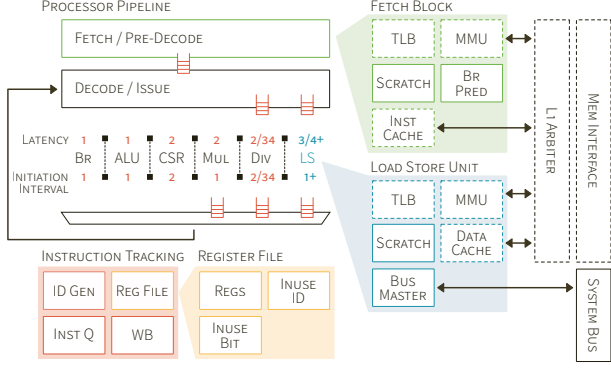 Processor Pipeline
Fetch / Pre-Decode
Decode / Issue
Latency 1 1 2 2 2/34 3/4+
Br ALU CSR Mul Div LS
Initiation
Interval
1 1 2 1 2/34 1+
Instruction Tracking
ID Gen
Reg File
Inst Q
WB
Register File
Regs
Inuse
ID
Inuse
Bit
Fetch Block
TLB
MMU
Scratch
Br
Pred
Inst
Cache
Load Store Unit
TLB
MMU
Scratch
Data
Cache
Bus
Master
L1 Arbiter
Mem Interface
System Bus